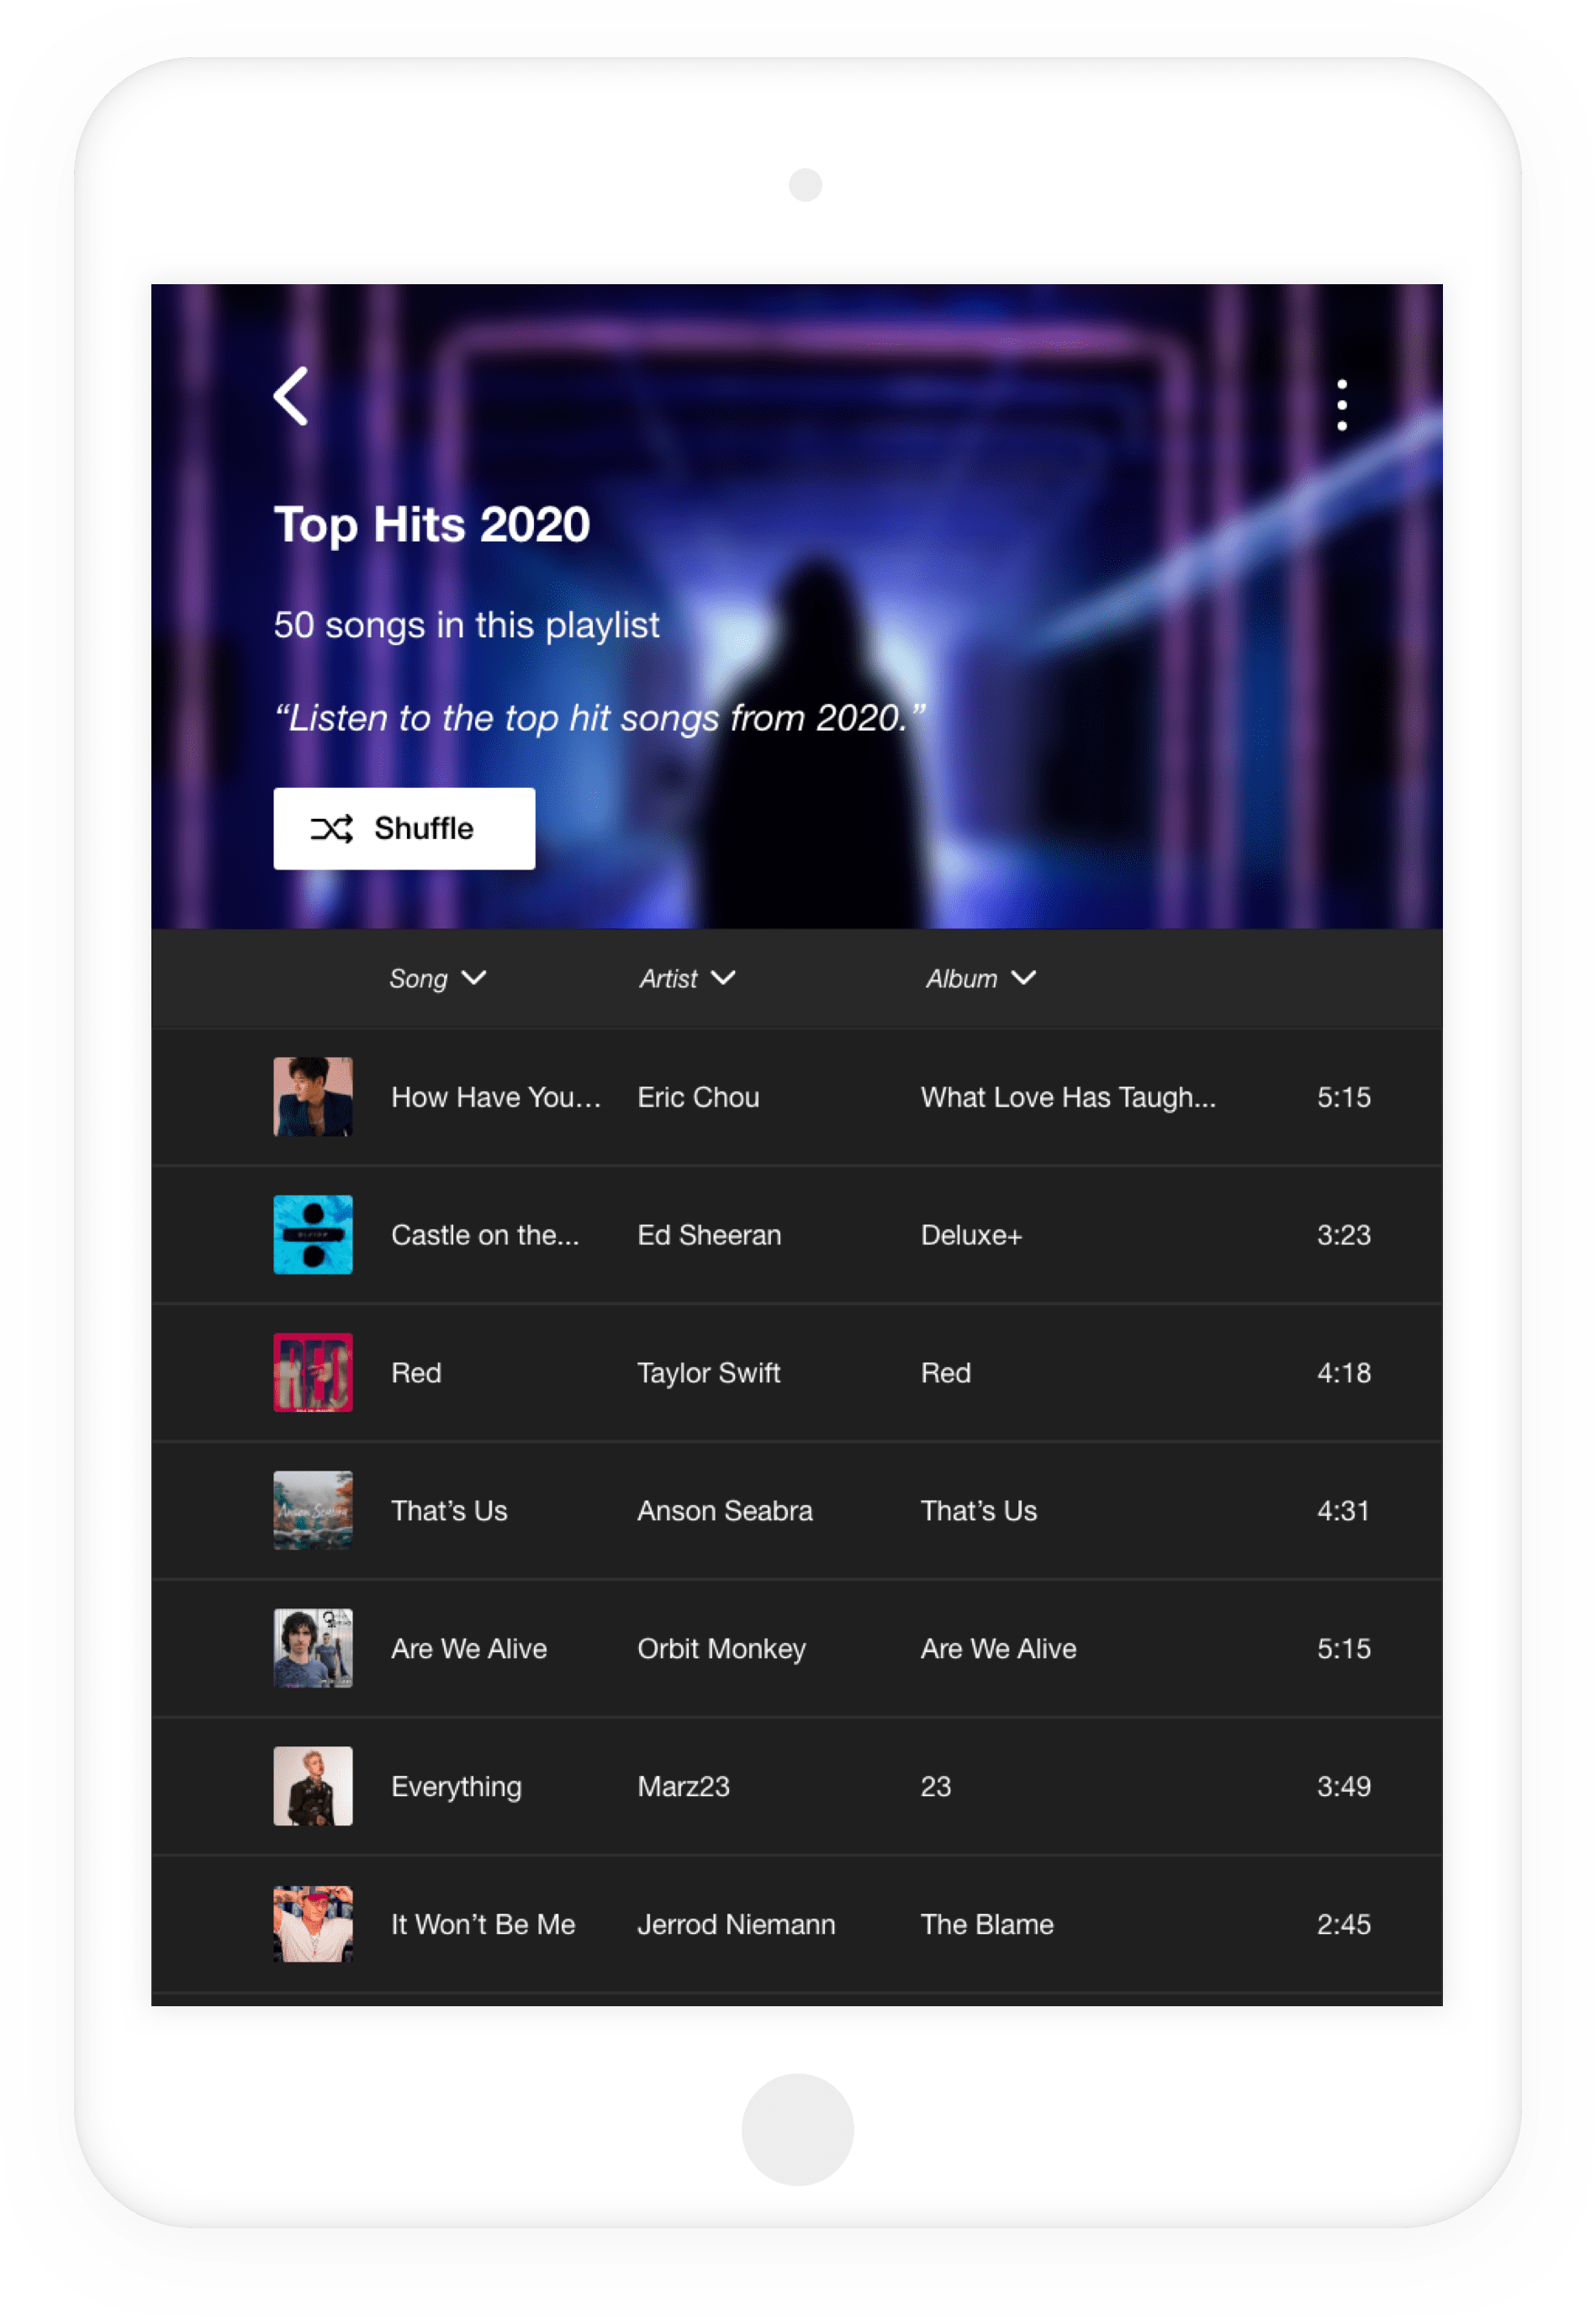 Top Hits 2020
50 songs in this playlist
“Listen to the top hit songs from 2020.”
Shuffle
Song Artist Album
How Have You... Eric Chou What Love Has Taugh... 5:15
Castle on the... Ed Sheeran Deluxe+ 3:23
RED
Red Taylor Swift Red 4:18
Anson Seabra
That’s Us Anson Seabra That’s Us 4:31
Are We Alive Orbit Monkey Are We Alive 5:15
Everything Marz23 23 3:49
It Won’t Be Me Jerrod Niemann The Blame 2:45